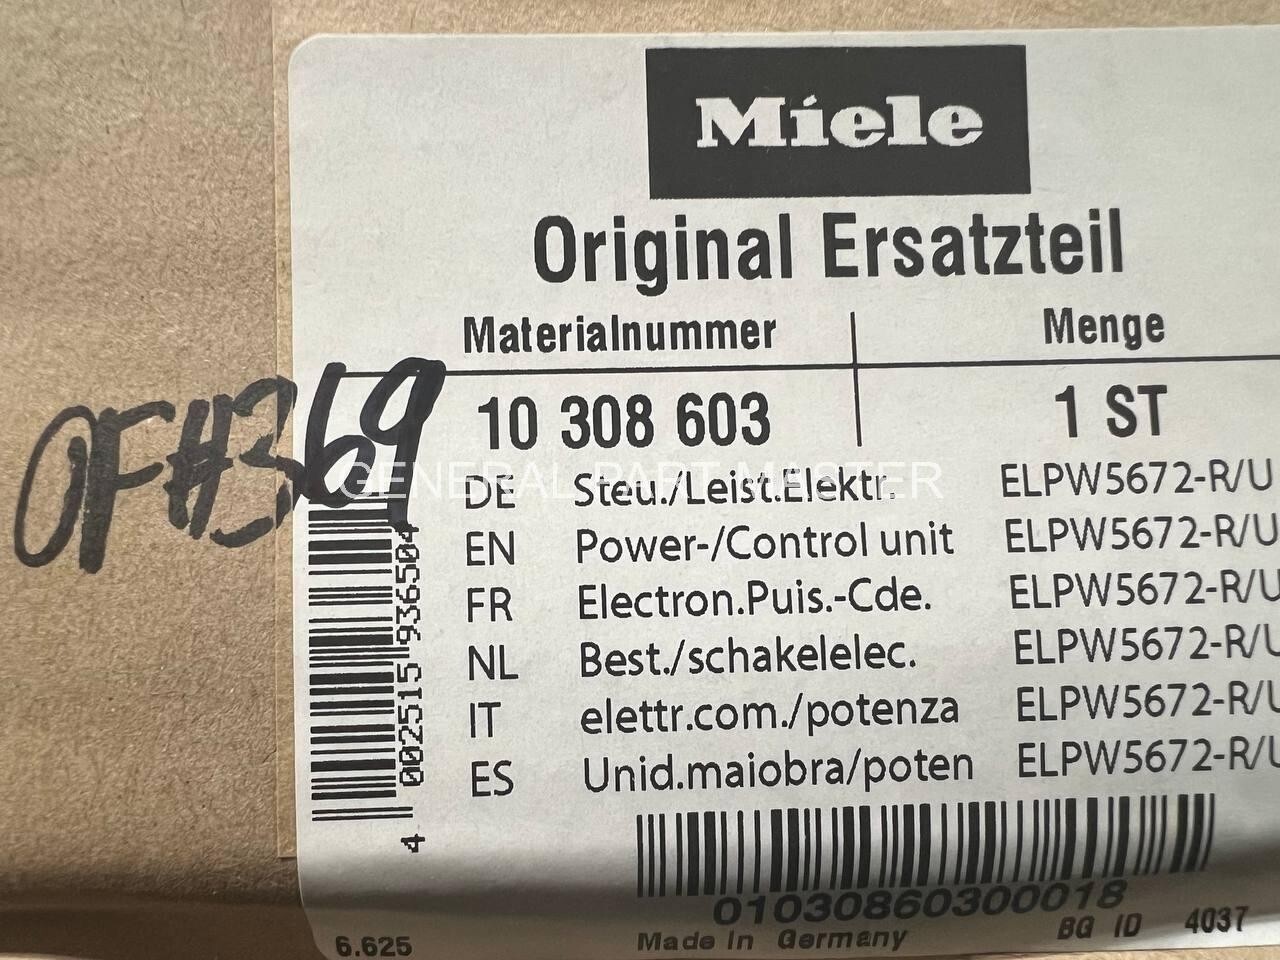 Miele
Original Ersatzteil
Materialnummer Menge
10 308 603 1 ST
OF#369
GENERAL PART MASTER
DE Steu./Leist.Elektr. ELPW5672-R/U
EN Power-/Control unit ELPW5672-R/U
FR Electron.Puis.-Cde. ELPW5672-R/U
NL Best./schakelelec. ELPW5672-R/U
IT elettr.com./potenza ELPW5672-R/U
ES Unid.maiobra/poten ELPW5672-R/U
4 002515 936504
01030860300018
6.625 Made in Germany BG ID 4037